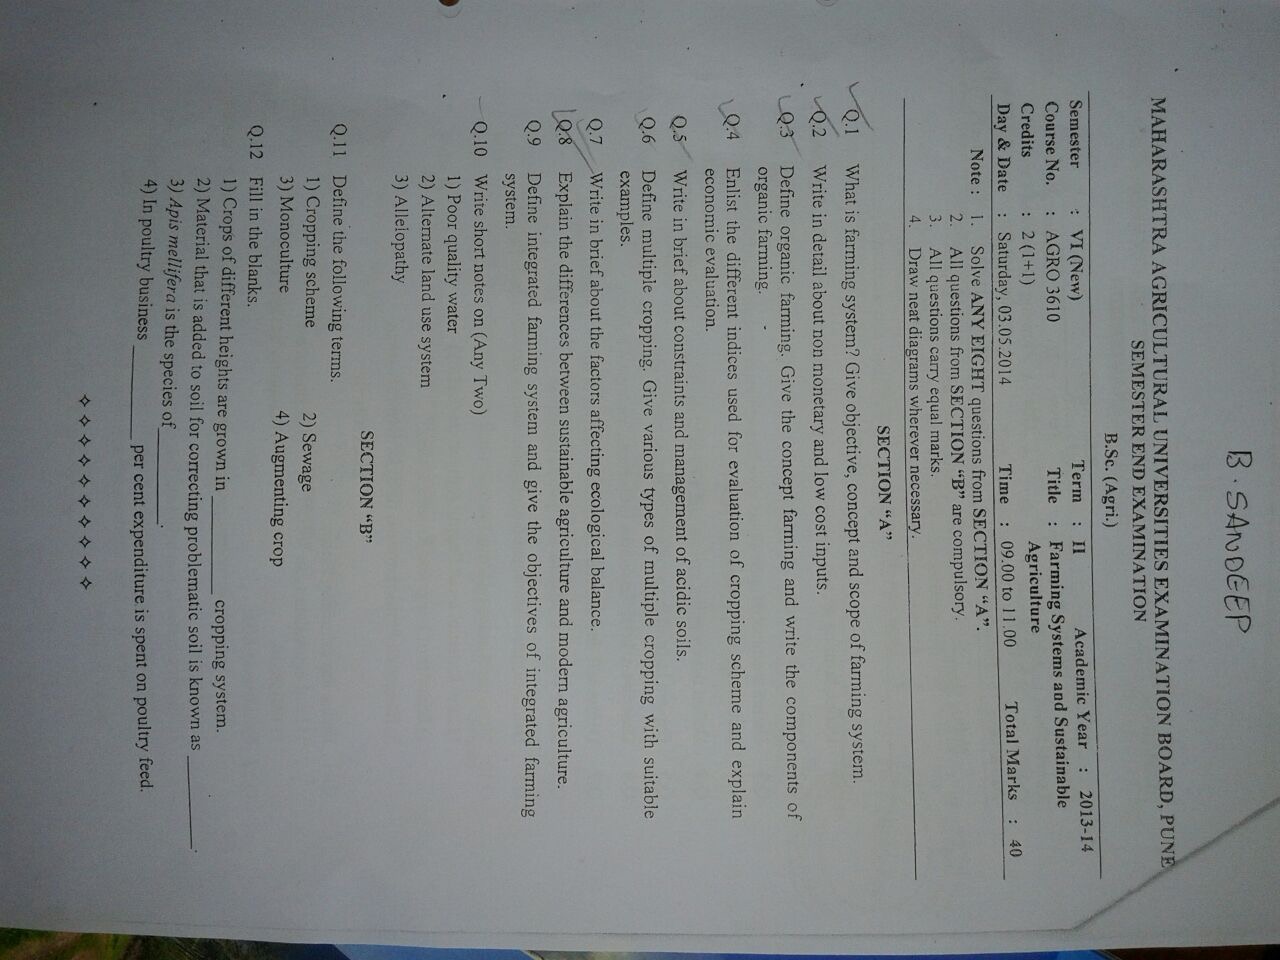 B. SANDEEP
MAHARASHTRA AGRICULTURAL UNIVERSITIES EXAMINATION BOARD, PUNE
SEMESTER END EXAMINATION
B.Sc. (Agri.)
Semester : VI (New) Term : II Academic Year : 2013-14
Course No. : AGRO 3610 Title : Farming Systems and Sustainable
Credits : 2 (1+1) Agriculture
Day & Date : Saturday, 03.05.2014 Time : 09.00 to 11.00 Total Marks : 40
Note : 1. Solve ANY EIGHT questions from SECTION "A".
2. All questions from SECTION "B" are compulsory.
3. All questions carry equal marks.
4. Draw neat diagrams wherever necessary.
SECTION "A"
Q.1 What is farming system? Give objective, concept and scope of farming system.
Q.2 Write in detail about non monetary and low cost inputs.
Q.3 Define organic farming. Give the concept farming and write the components of
organic farming.
Q.4 Enlist the different indices used for evaluation of cropping scheme and explain
economic evaluation.
Q.5 Write in brief about constraints and management of acidic soils.
Q.6 Define multiple cropping. Give various types of multiple cropping with suitable
examples.
Q.7 Write in brief about the factors affecting ecological balance.
Q.8 Explain the differences between sustainable agriculture and modern agriculture.
Q.9 Define integrated farming system and give the objectives of integrated farming
system.
Q.10 Write short notes on (Any Two)
1) Poor quality water
2) Alternate land use system
3) Allelopathy
SECTION "B"
Q.11 Define the following terms.
1) Cropping scheme 2) Sewage
3) Monoculture 4) Augmenting crop
Q.12 Fill in the blanks.
1) Crops of different heights are grown in __________ cropping system.
2) Material that is added to soil for correcting problematic soil is known as __________.
3) Apis mellifera is the species of __________.
4) In poultry business __________ per cent expenditure is spent on poultry feed.